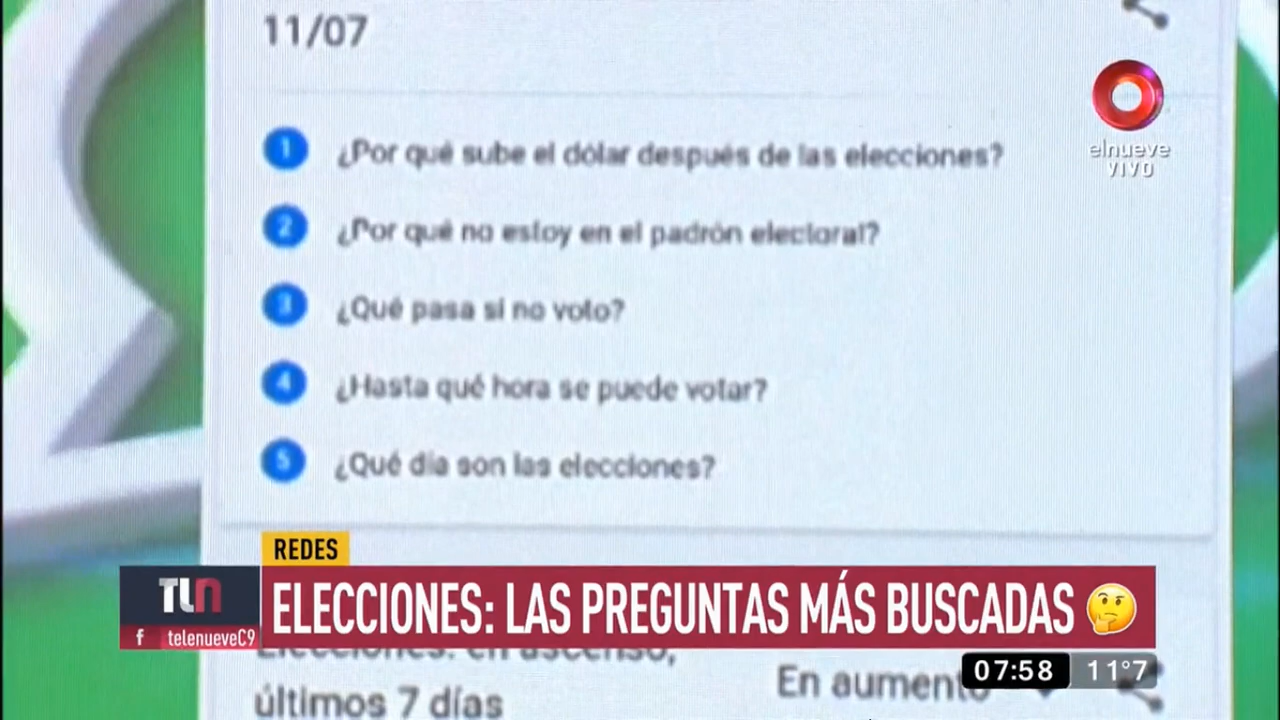 11/07
1 ¿Por qué sube el dólar después de las elecciones?
2 ¿Por qué no estoy en el padrón electoral?
3 ¿Qué pasa si no voto?
4 ¿Hasta qué hora se puede votar?
5 ¿Qué día son las elecciones?
elnueve
VIVO
REDES
TLN
ELECCIONES: LAS PREGUNTAS MÁS BUSCADAS
f telenueveC9
Elecciones: en ascenso,
últimos 7 días
En aumento
07:58 11°7